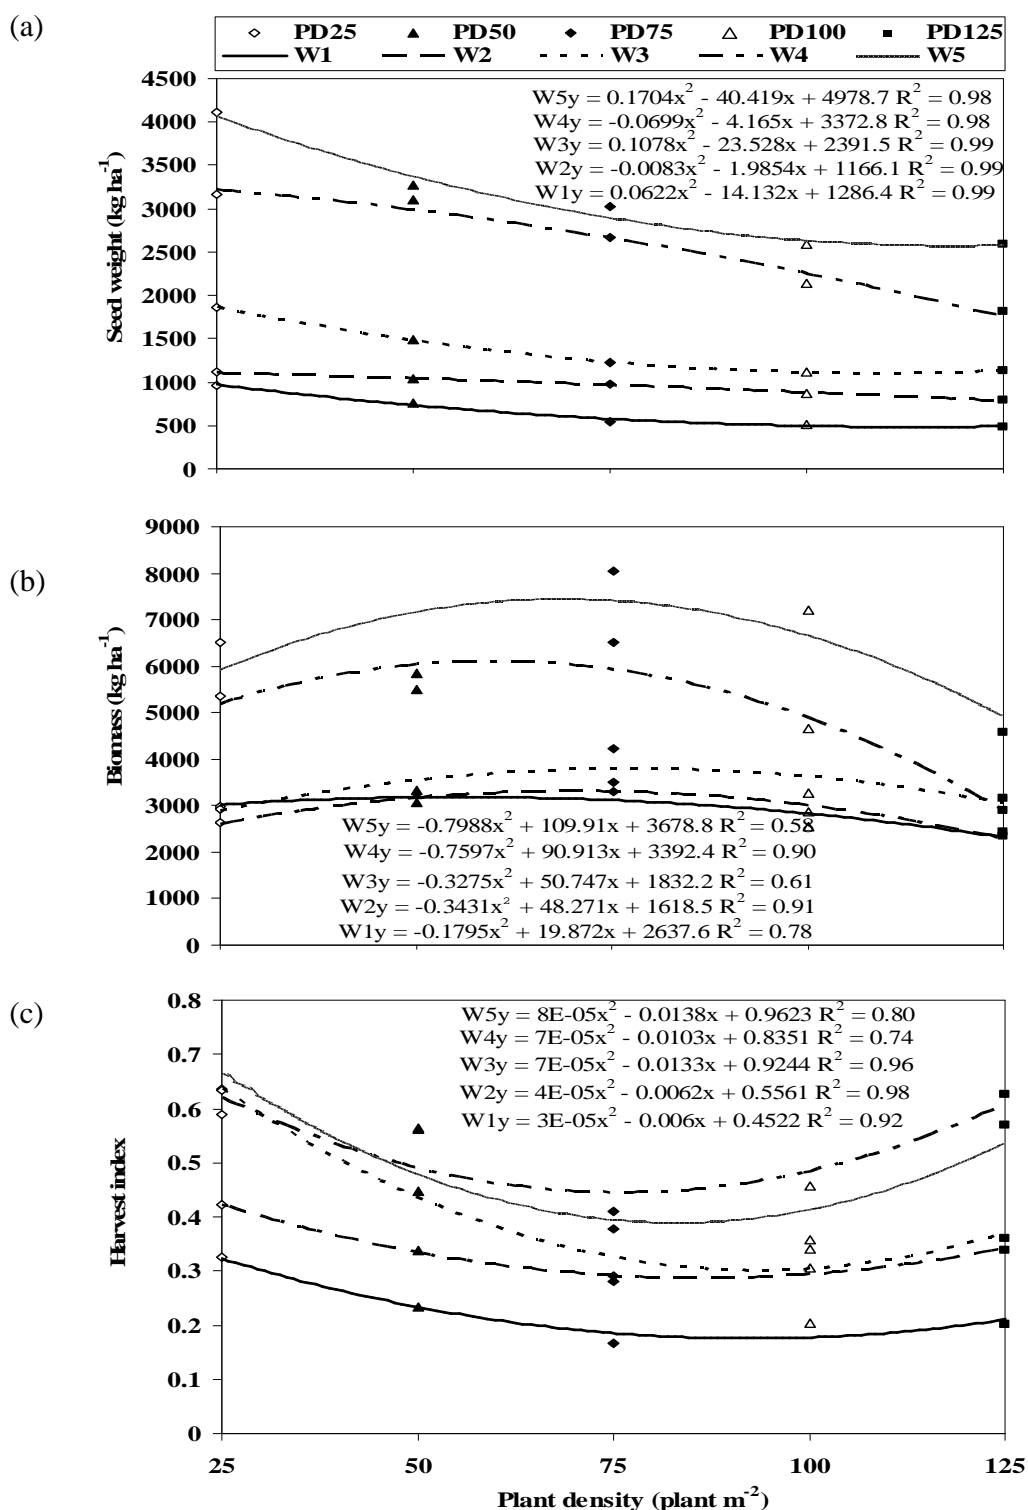 (a)
PD25 PD50 PD75 PD100 PD125
W1 W2 W3 W4 W5
4500
4000
3500
3000
2500
2000
1500
1000
500
0
Seed weight (kg ha⁻¹)
W5y = 0.1704x² - 40.419x + 4978.7 R² = 0.98
W4y = -0.0699x² - 4.165x + 3372.8 R² = 0.98
W3y = 0.1078x² - 23.528x + 2391.5 R² = 0.99
W2y = -0.0083x² - 1.9854x + 1166.1 R² = 0.99
W1y = 0.0622x² - 14.132x + 1286.4 R² = 0.99
(b)
9000
8000
7000
6000
5000
4000
3000
2000
1000
0
Biomass (kg ha⁻¹)
W5y = -0.7988x² + 109.91x + 3678.8 R² = 0.58
W4y = -0.7597x² + 90.913x + 3392.4 R² = 0.90
W3y = -0.3275x² + 50.747x + 1832.2 R² = 0.61
W2y = -0.3431x² + 48.271x + 1618.5 R² = 0.91
W1y = -0.1795x² + 19.872x + 2637.6 R² = 0.78
(c)
0.8
0.7
0.6
0.5
0.4
0.3
0.2
0.1
0
Harvest index
W5y = 8E-05x² - 0.0138x + 0.9623 R² = 0.80
W4y = 7E-05x² - 0.0103x + 0.8351 R² = 0.74
W3y = 7E-05x² - 0.0133x + 0.9244 R² = 0.96
W2y = 4E-05x² - 0.0062x + 0.5561 R² = 0.98
W1y = 3E-05x² - 0.006x + 0.4522 R² = 0.92
25 50 75 100 125
Plant density (plant m⁻²)